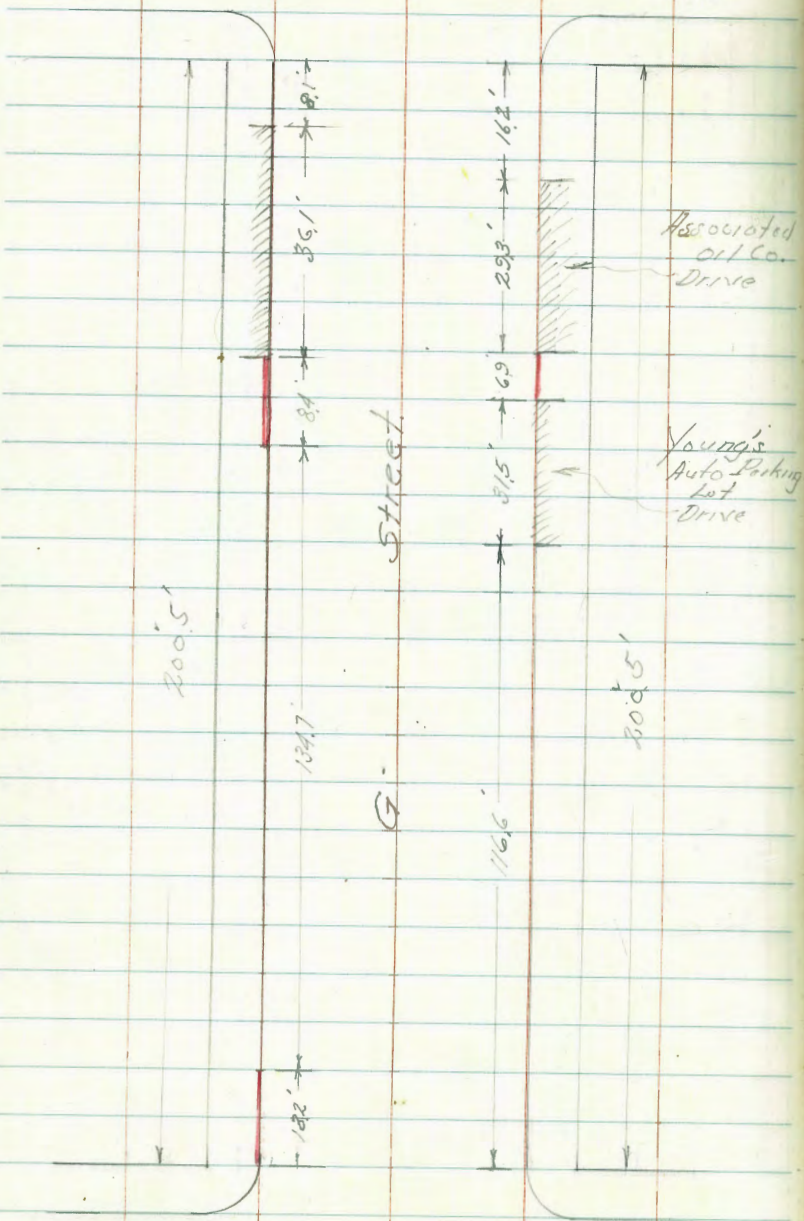 8.1'
36.1'
8.4'
134.7'
13.2'
200.5'
G Street
16.2'
29.3'
6.9
31.5'
116.6'
200.5'
Associated
Oil Co.
Drive
Young's
Auto Parking
Lot
Drive